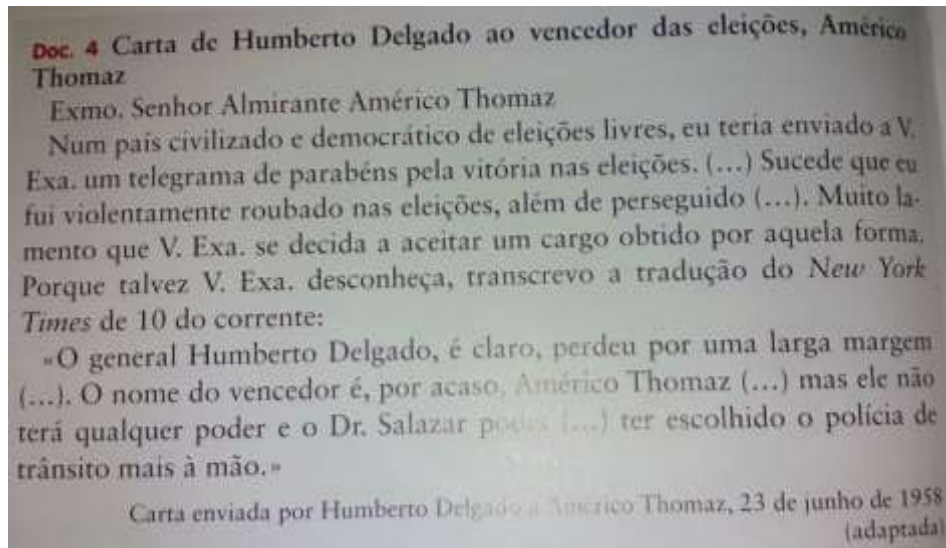 Doc. 4 Carta de Humberto Delgado ao vencedor das eleições, Américo
Thomaz
Exmo. Senhor Almirante Américo Thomaz
Num país civilizado e democrático de eleições livres, eu teria enviado a V.
Exa. um telegrama de parabéns pela vitória nas eleições. (...) Sucede que eu
fui violentamente roubado nas eleições, além de perseguido (...). Muito la-
mento que V. Exa. se decida a aceitar um cargo obtido por aquela forma.
Porque talvez V. Exa. desconheça, transcrevo a tradução do New York
Times de 10 do corrente:
«O general Humberto Delgado, é claro, perdeu por uma larga margem
(...). O nome do vencedor é, por acaso, Américo Thomaz (...) mas ele não
terá qualquer poder e o Dr. Salazar (...) ter escolhido o polícia de
trânsito mais à mão.»
Carta enviada por Humberto Delgado a Américo Thomaz, 23 de junho de 1958
(adaptada)